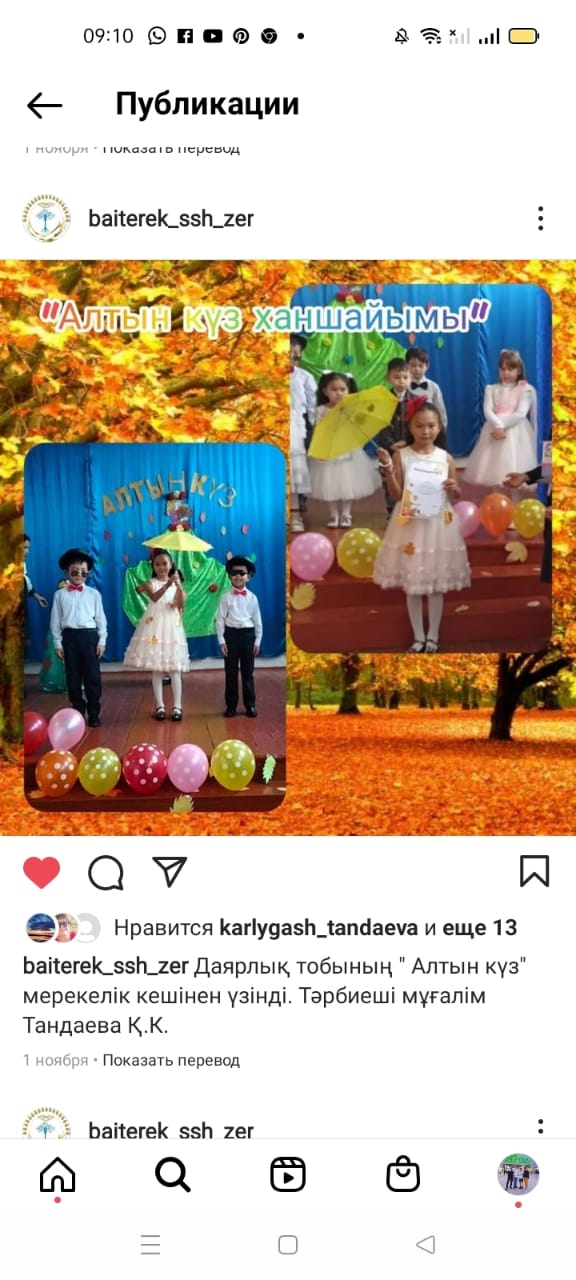 09:10
Публикации
1 ноября • Показать перевод
baiterek_ssh_zer
"Алтын күз ханшайымы"
АЛТЫН КҮЗ
Нравится karlygash_tandaeva и еще 13
baiterek_ssh_zer Даярлық тобының " Алтын күз"
мерекелік кешінен үзінді. Тәрбиеші мұғалім
Тандаева Қ.К.
1 ноября • Показать перевод
baiterek_ssh_zer